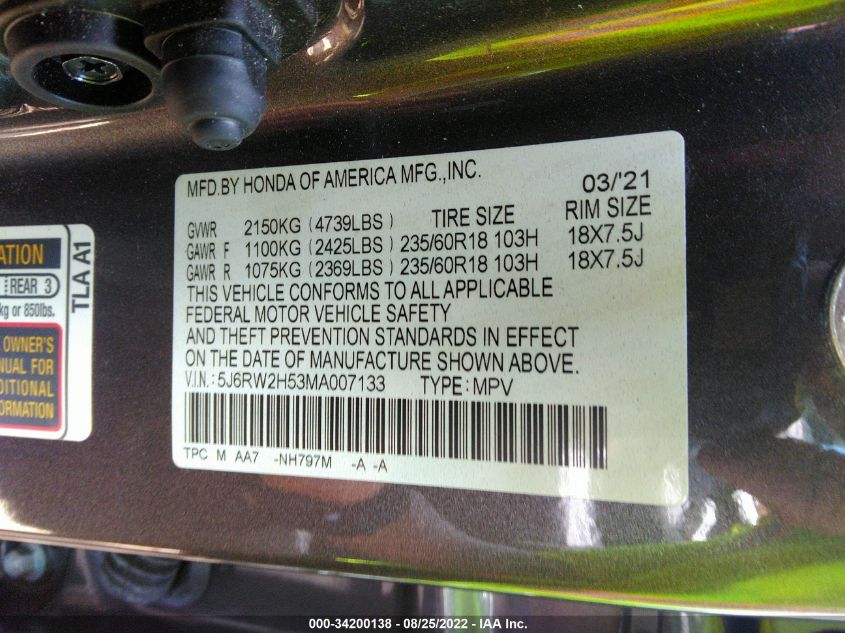 MFD.BY HONDA OF AMERICA MFG.,INC. 03/'21
GVWR 2150KG (4739LBS) TIRE SIZE RIM SIZE
GAWR F 1100KG (2425LBS) 235/60R18 103H 18X7.5J
GAWR R 1075KG (2369LBS) 235/60R18 103H 18X7.5J
THIS VEHICLE CONFORMS TO ALL APPLICABLE
FEDERAL MOTOR VEHICLE SAFETY
AND THEFT PREVENTION STANDARDS IN EFFECT
ON THE DATE OF MANUFACTURE SHOWN ABOVE.
V.I.N.: 5J6RW2H53MA007133 TYPE: MPV
TPC M AA7 -NH797M -A -A
REAR 3
kg or 850lbs.
OWNER'S
FOR
TLA A1
000-34200138 - 08/25/2022 - IAA Inc.